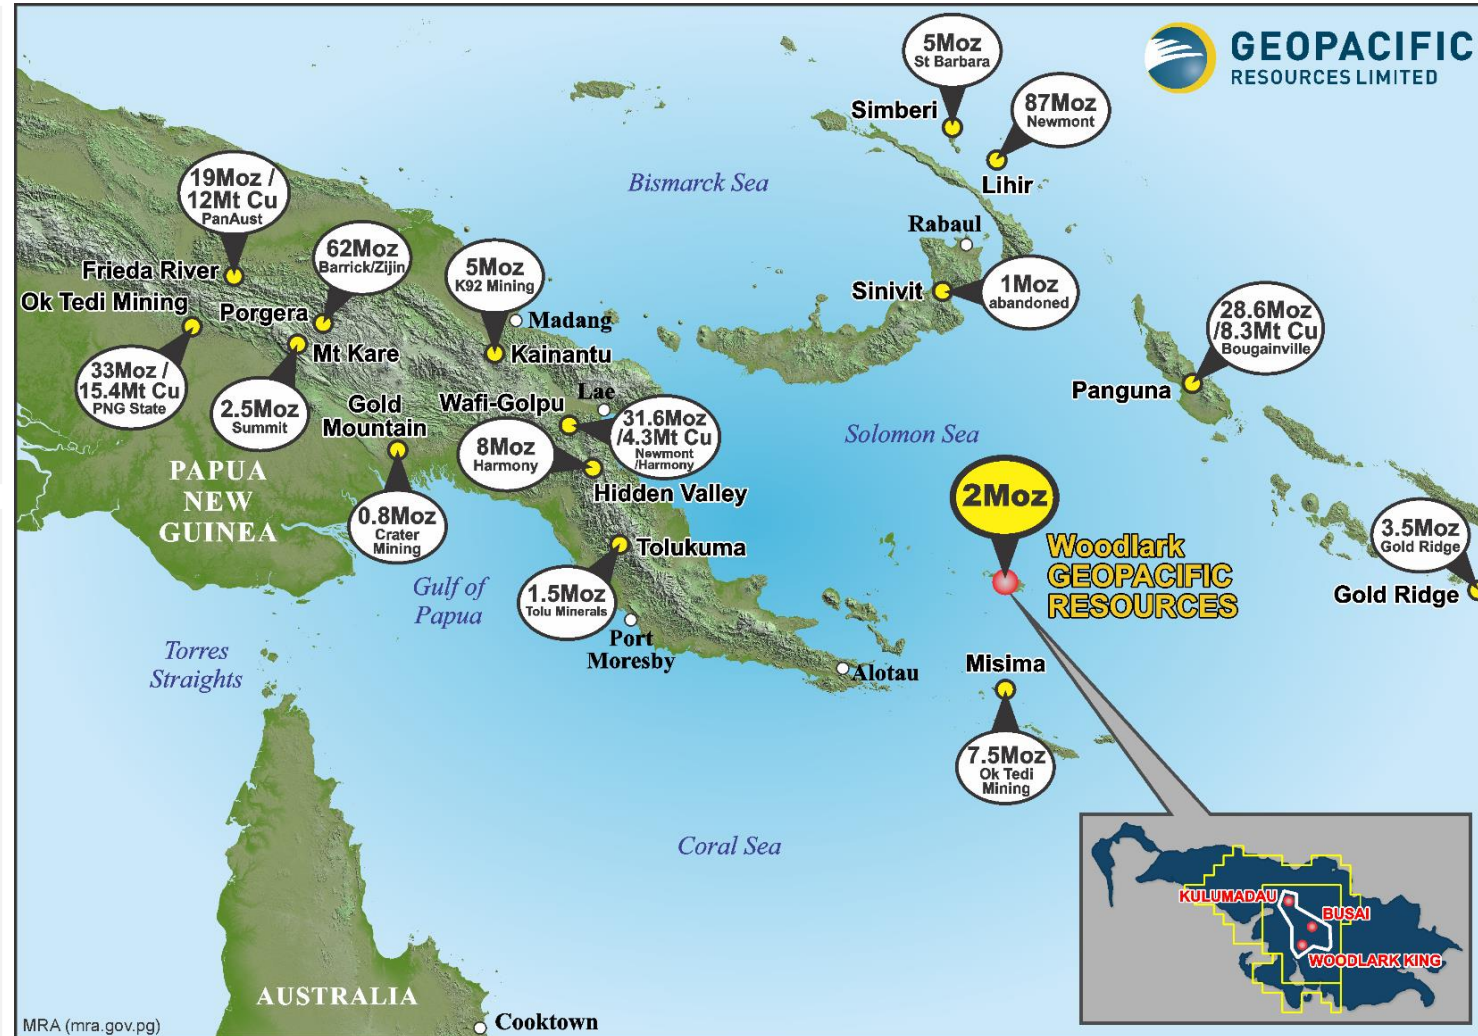 GEOPACIFIC
RESOURCES LIMITED
5Moz
St Barbara
Simberi
87Moz
Newmont
Lihir
Bismarck Sea
19Moz /
12Mt Cu
PanAust
Frieda River
62Moz
Barrick/Zijin
Porgera
5Moz
K92 Mining
Kainantu
Rabaul
Sinivit
1Moz
abandoned
Ok Tedi Mining
33Moz /
15.4Mt Cu
PNG State
Mt Kare
2.5Moz
Summit
Madang
28.6Moz
/8.3Mt Cu
Bougainville
Panguna
Gold
Mountain
0.8Moz
Crater
Mining
Wafi-Golpu
Lae
31.6Moz
/4.3Mt Cu
Newmont
/Harmony
8Moz
Harmony
Hidden Valley
Solomon Sea
PAPUA
NEW
GUINEA
2Moz
Woodlark
GEOPACIFIC
RESOURCES
3.5Moz
Gold Ridge
Gold Ridge
Tolukuma
1.5Moz
Tolu Minerals
Gulf of
Papua
Port
Moresby
Torres
Straights
Alotau
Misima
7.5Moz
Ok Tedi
Mining
Coral Sea
KULUMADAU
BUSAI
WOODLARK KING
AUSTRALIA
Cooktown
MRA (mra.gov.pg)